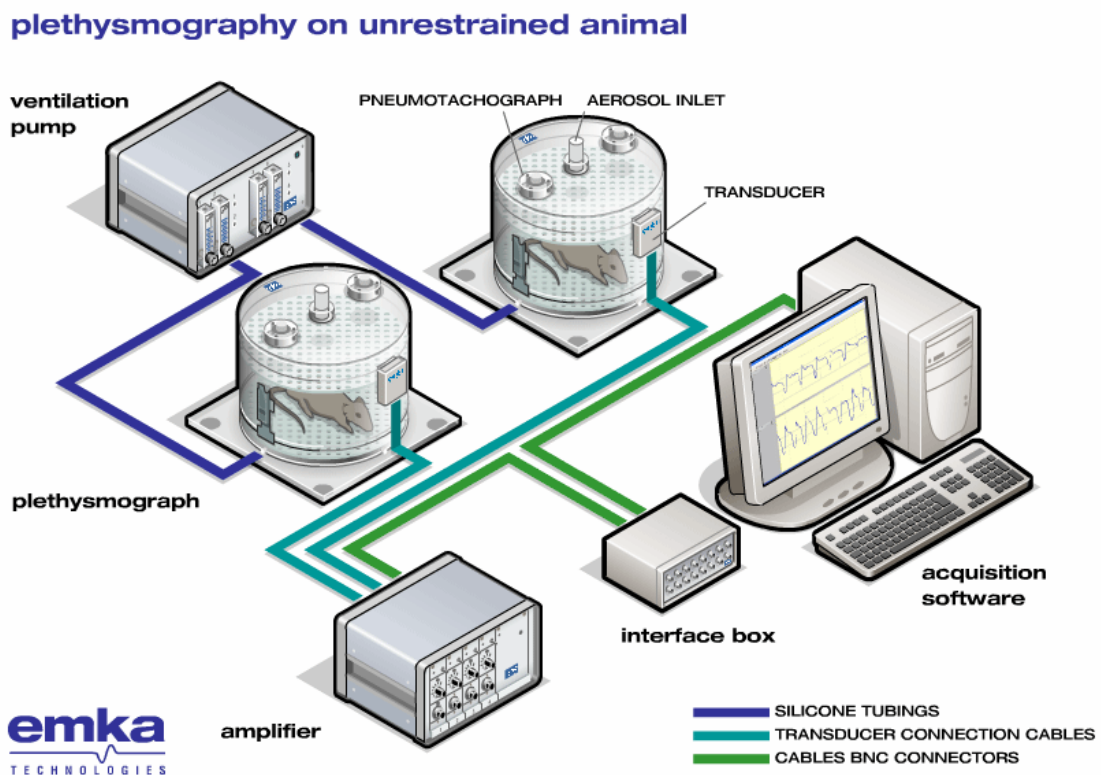 plethysmography on unrestrained animal
ventilation
pump
PNEUMOTACHOGRAPH
AEROSOL INLET
TRANSDUCER
plethysmograph
acquisition
software
interface box
amplifier
emka
TECHNOLOGIES
SILICONE TUBINGS
TRANSDUCER CONNECTION CABLES
CABLES BNC CONNECTORS